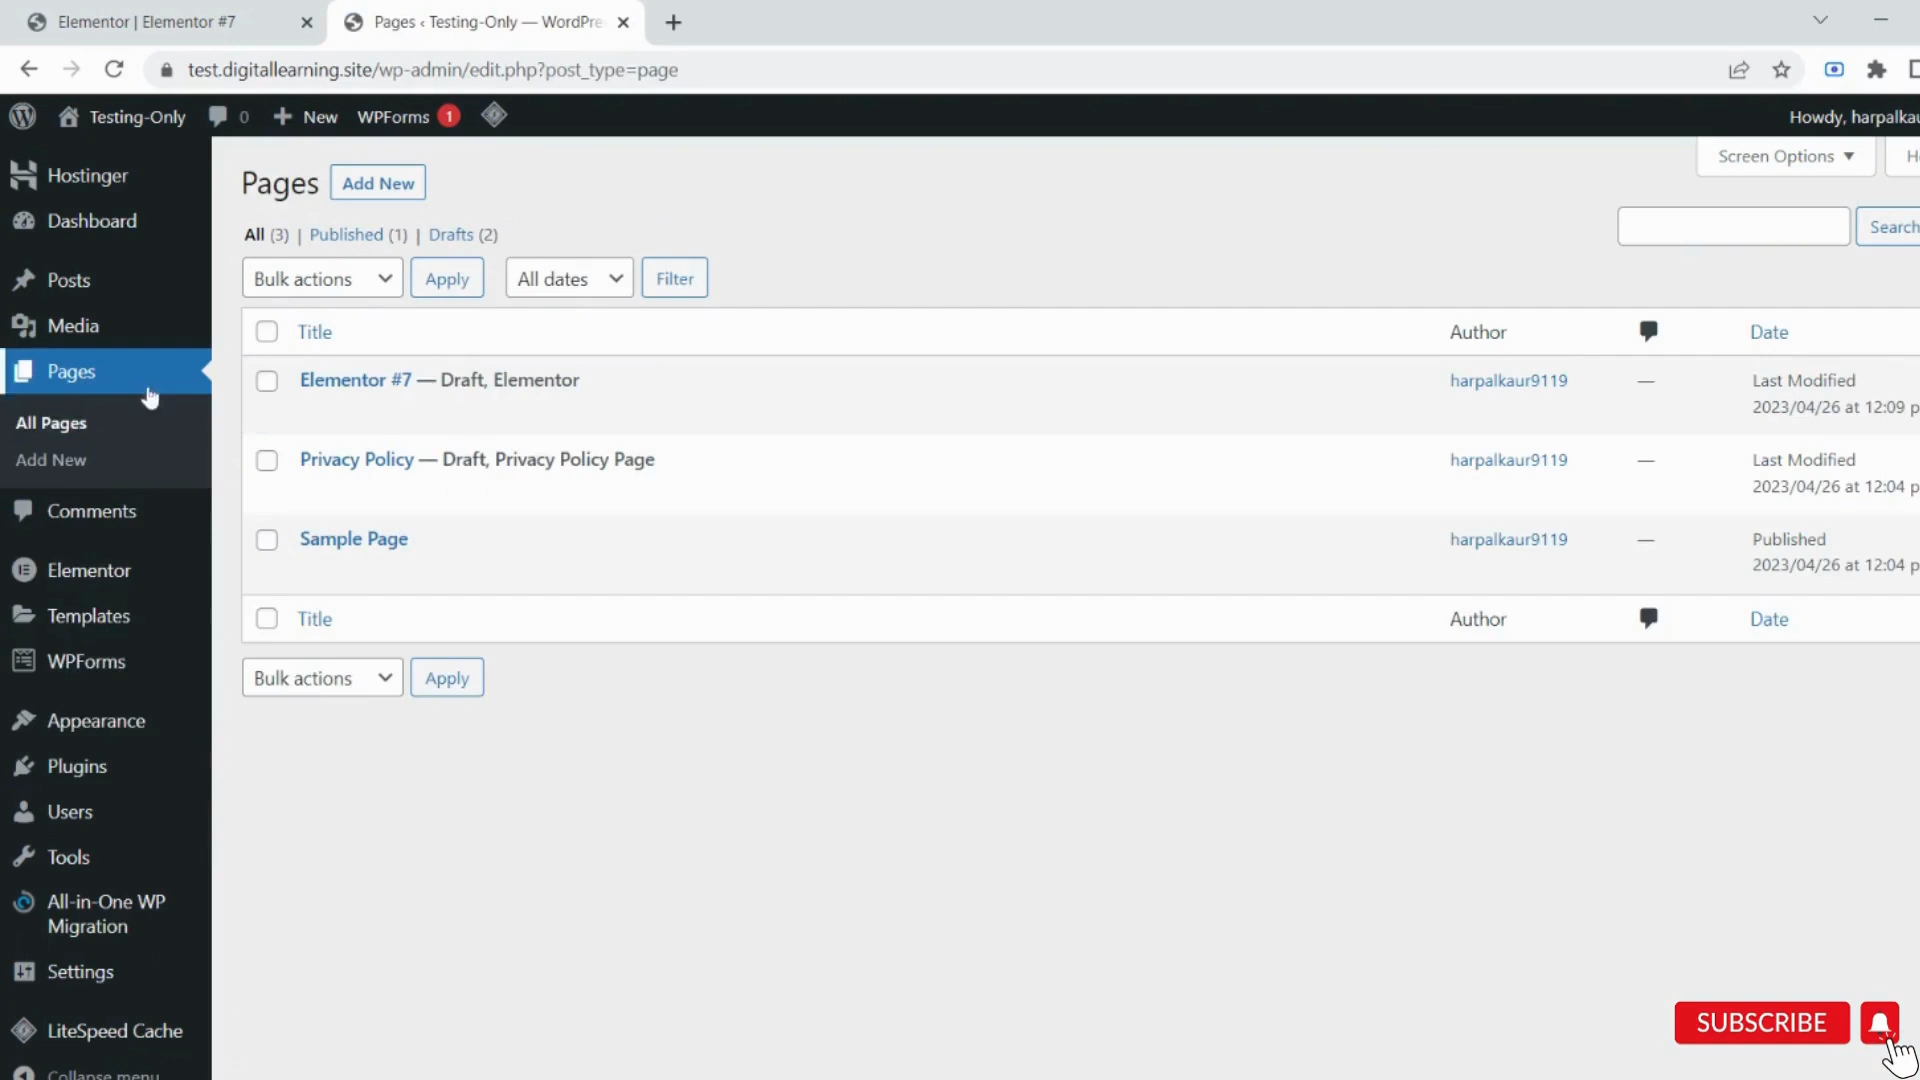 Elementor | Elementor #7
Pages ‹ Testing-Only — WordPre
test.digitallearning.site/wp-admin/edit.php?post_type=page
Testing-Only 0 New WPForms 1
Howdy, harpalkau
Screen Options ▼
Hostinger
Dashboard
Posts
Media
Pages
All Pages
Add New
Comments
Elementor
Templates
WPForms
Appearance
Plugins
Users
Tools
All-in-One WP
Migration
Settings
LiteSpeed Cache
Collapse menu
Pages Add New
All (3) | Published (1) | Drafts (2)
Search
Bulk actions Apply All dates Filter
Title Author Date
Elementor #7 — Draft, Elementor harpalkaur9119 — Last Modified
2023/04/26 at 12:09 p
Privacy Policy — Draft, Privacy Policy Page harpalkaur9119 — Last Modified
2023/04/26 at 12:04 p
Sample Page harpalkaur9119 — Published
2023/04/26 at 12:04 p
Title Author Date
Bulk actions Apply
SUBSCRIBE